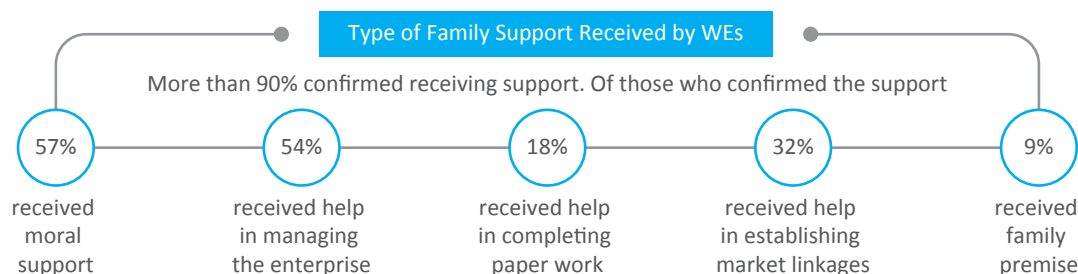 Type of Family Support Received by WEs
More than 90% confirmed receiving support. Of those who confirmed the support
57%
54%
18%
32%
9%
received
moral
support
received help
in managing
the enterprise
received help
in completing
paper work
received help
in establishing
market linkages
received
family
premise